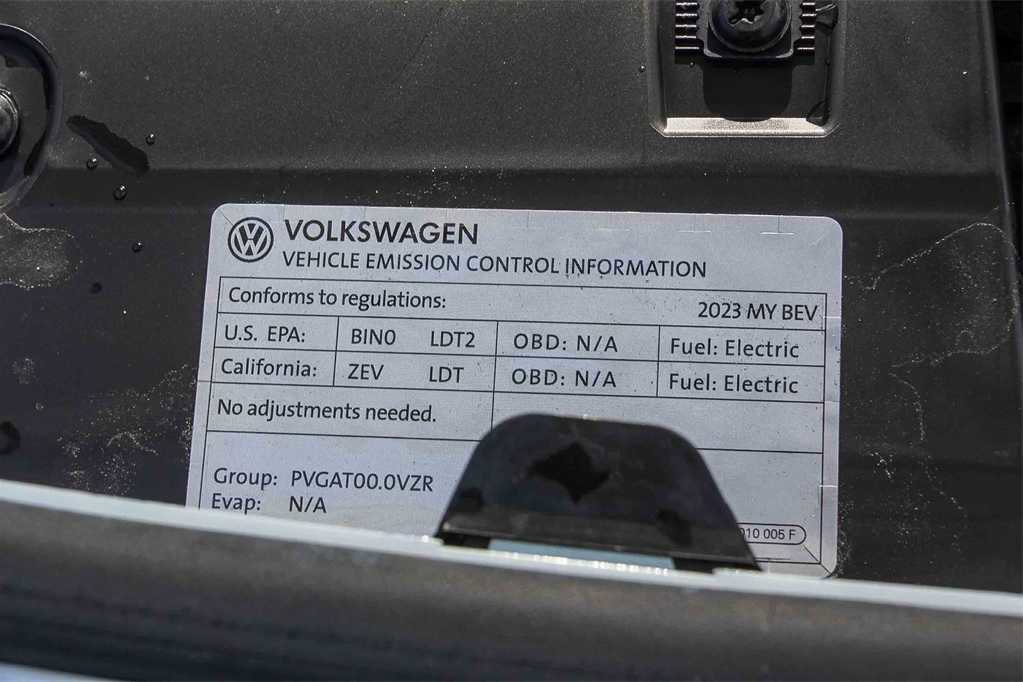 VW VOLKSWAGEN
VEHICLE EMISSION CONTROL INFORMATION
Conforms to regulations: 2023 MY BEV
U.S. EPA: BIN0 LDT2 OBD: N/A Fuel: Electric
California: ZEV LDT OBD: N/A Fuel: Electric
No adjustments needed.
Group: PVGAT00.0VZR
Evap: N/A
010 005 F